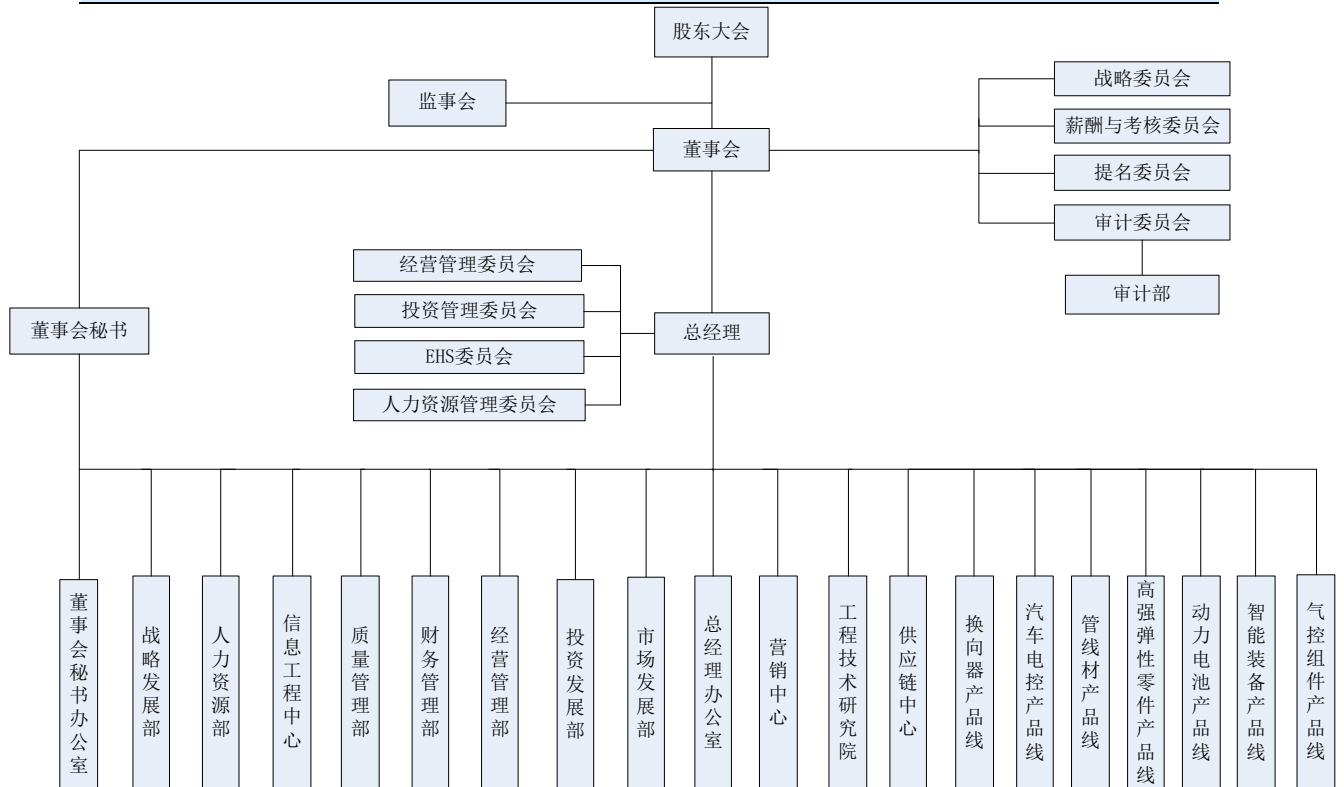 股东大会
监事会
战略委员会
薪酬与考核委员会
董事会
提名委员会
审计委员会
经营管理委员会
审计部
投资管理委员会
董事会秘书
总经理
EHS委员会
人力资源管理委员会
董事会秘书办公室
战略发展部
人力资源部
信息工程中心
质量管理部
财务管理部
经营管理部
投资发展部
市场发展部
总经理办公室
营销中心
工程技术研究院
供应链中心
换向器产品线
汽车电控产品线
管线材产品线
高强弹性零件产品线
动力电池产品线
智能装备产品线
气控组件产品线